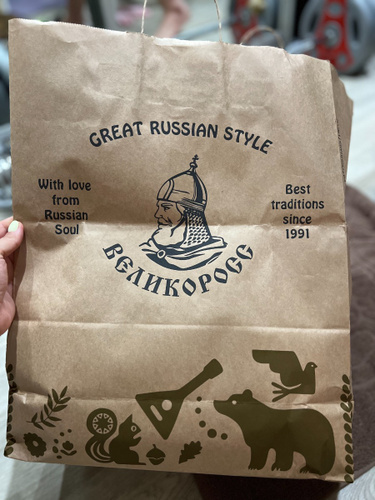 GREAT RUSSIAN STYLE
With love
from
Russian
Soul
Best
traditions
since
1991
ВЕЛИКОРОСС